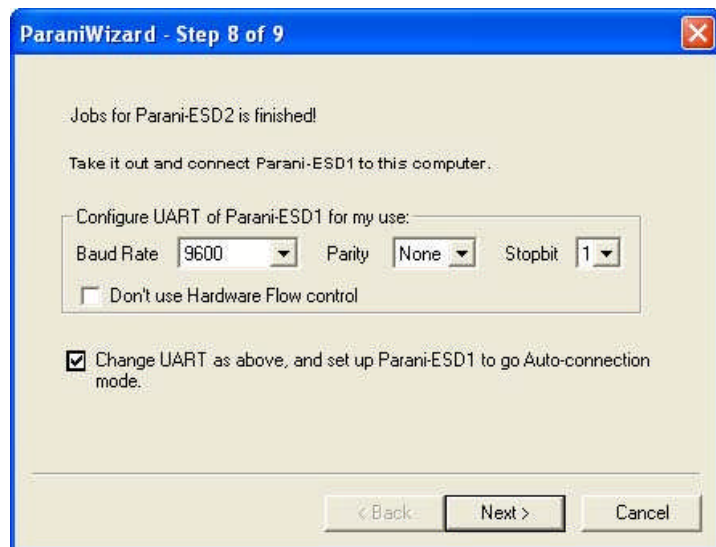 ParaniWizard - Step 8 of 9
Jobs for Parani-ESD2 is finished!
Take it out and connect Parani-ESD1 to this computer.
Configure UART of Parani-ESD1 for my use:
Baud Rate 9600 Parity None Stopbit 1
Don't use Hardware Flow control
Change UART as above, and set up Parani-ESD1 to go Auto-connection
mode.
< Back Next > Cancel